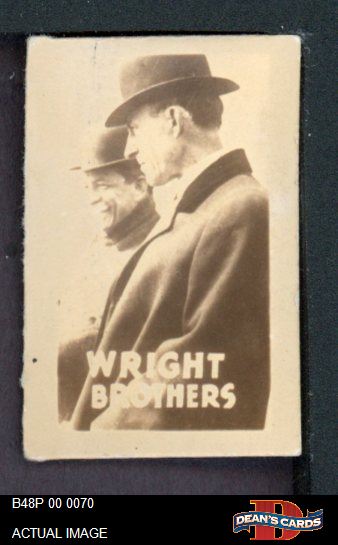 WRIGHT
BROTHERS
B48P 00 0070
ACTUAL IMAGE
DEAN'S CARDS